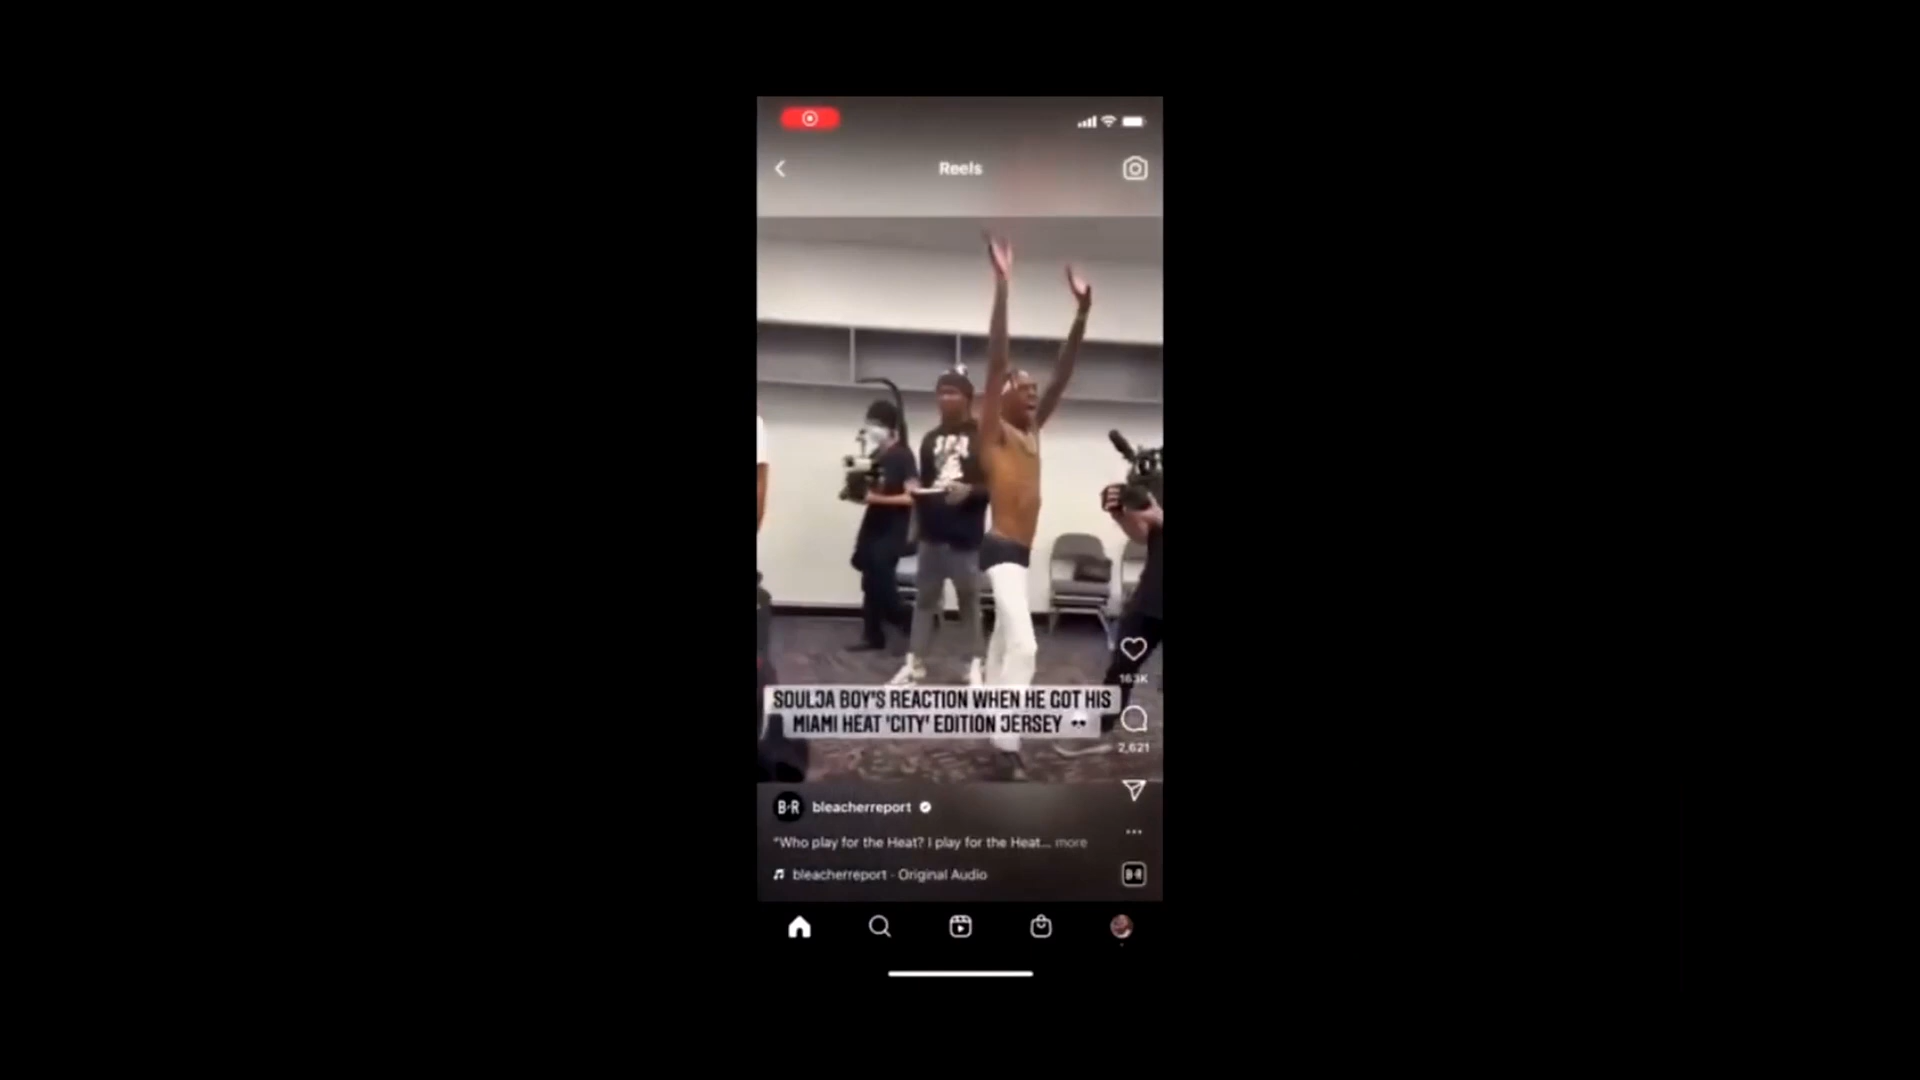 Reels
SOULJA BOY'S REACTION WHEN HE GOT HIS
MIAMI HEAT 'CITY' EDITION JERSEY
163K
2,621
B·R bleacherreport
"Who play for the Heat? I play for the Heat... more
bleacherreport · Original Audio
B·R